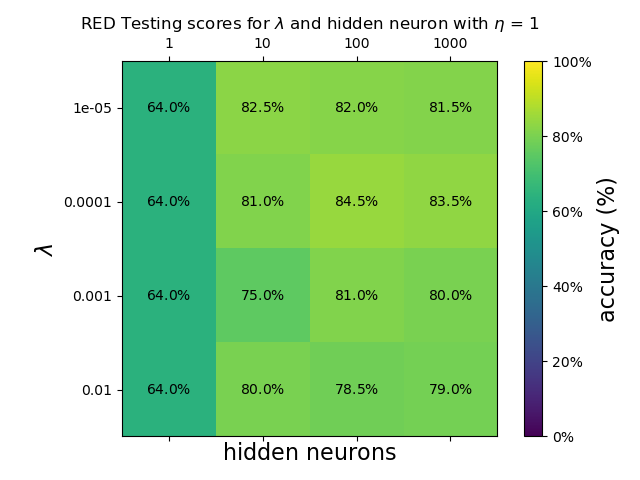 RED Testing scores for λ and hidden neuron with η = 1
1 10 100 1000
1e-05 64.0% 82.5% 82.0% 81.5%
0.0001 64.0% 81.0% 84.5% 83.5%
0.001 64.0% 75.0% 81.0% 80.0%
0.01 64.0% 80.0% 78.5% 79.0%
λ
hidden neurons
100%
80%
60%
40%
20%
0%
accuracy (%)